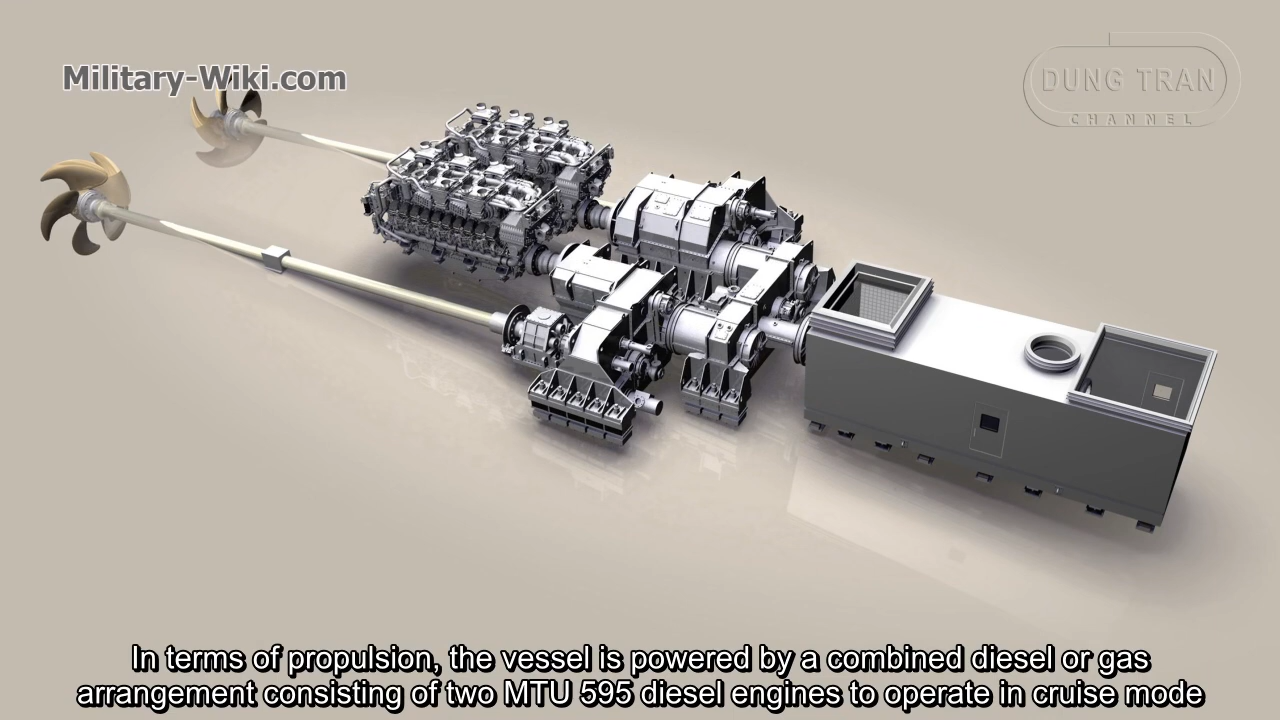 Military-Wiki.com
DUNG TRAN
CHANNEL
In terms of propulsion, the vessel is powered by a combined diesel or gas
arrangement consisting of two MTU 595 diesel engines to operate in cruise mode